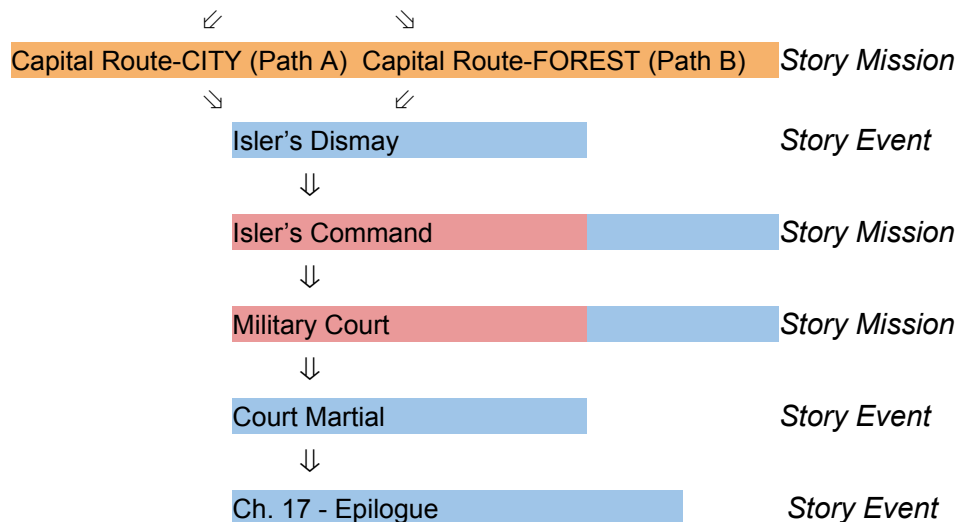 ⇙ ⇘
Capital Route-CITY (Path A) Capital Route-FOREST (Path B) Story Mission
⇘ ⇙
Isler’s Dismay Story Event
⇓
Isler’s Command Story Mission
⇓
Military Court Story Mission
⇓
Court Martial Story Event
⇓
Ch. 17 - Epilogue Story Event